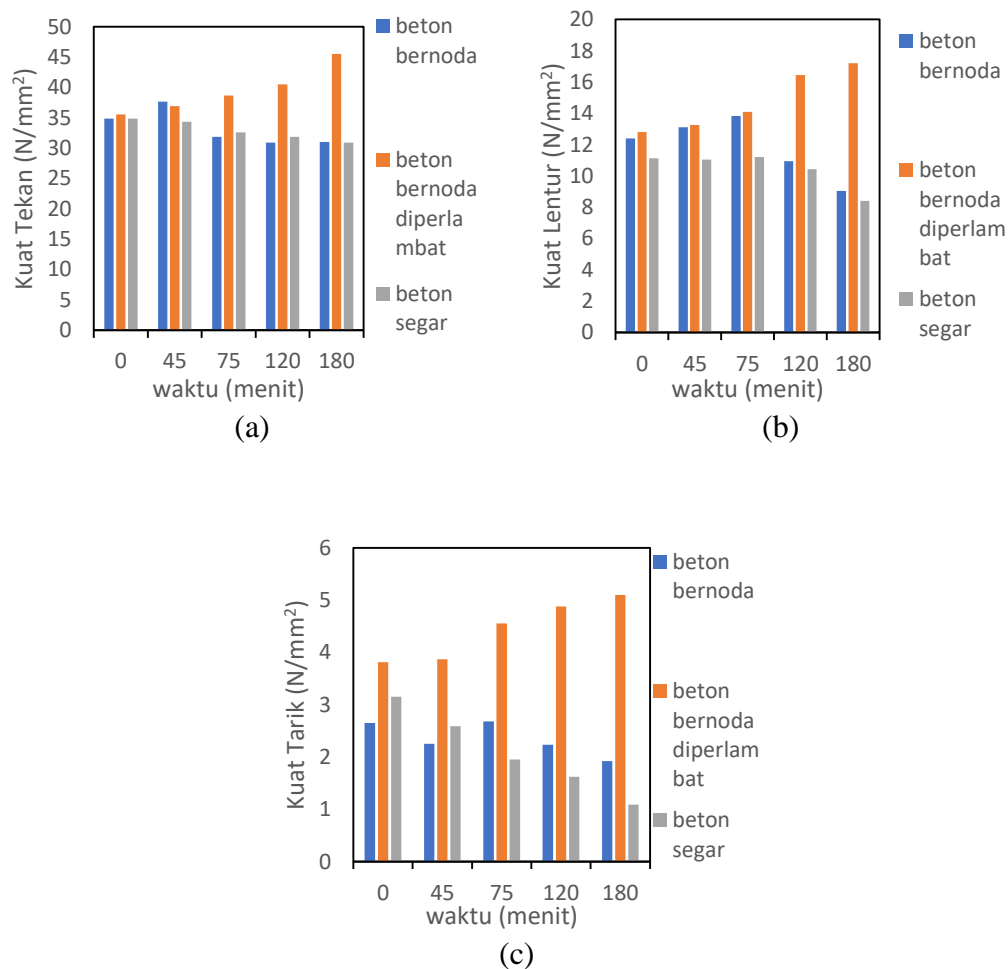 Kuat Tekan (N/mm²)
50
45
40
35
30
25
20
15
10
5
0
0 45 75 120 180
waktu (menit)
beton
bernoda
beton
bernoda
diperla
mbat
beton
segar
(a)
Kuat Lentur (N/mm²)
20
18
16
14
12
10
8
6
4
2
0
0 45 75 120 180
waktu (menit)
beton
bernoda
beton
bernoda
diperlam
bat
beton
segar
(b)
Kuat Tarik (N/mm²)
6
5
4
3
2
1
0
0 45 75 120 180
waktu (menit)
beton
bernoda
beton
bernoda
diperlam
bat
beton
segar
(c)